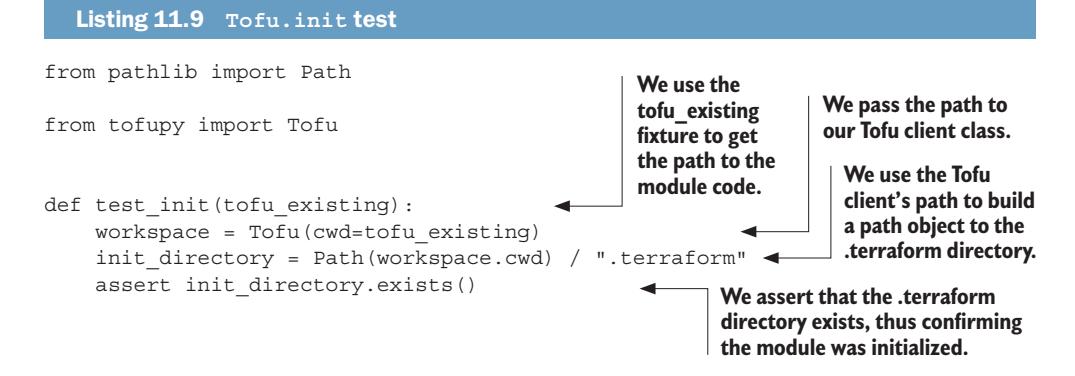 Listing 11.9 Tofu.init test
from pathlib import Path
from tofupy import Tofu
def test_init(tofu_existing):
    workspace = Tofu(cwd=tofu_existing)
    init_directory = Path(workspace.cwd) / ".terraform"
    assert init_directory.exists()
We use the
tofu_existing
fixture to get
the path to the
module code.
We pass the path to
our Tofu client class.
We use the Tofu
client's path to build
a path object to the
.terraform directory.
We assert that the .terraform
directory exists, thus confirming
the module was initialized.